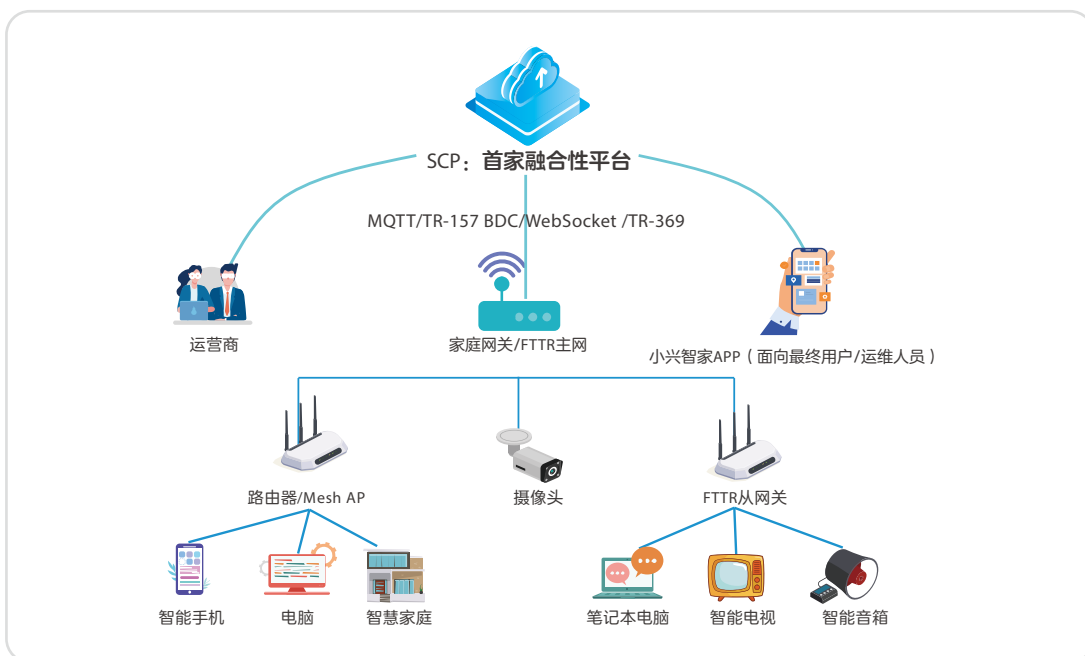 SCP：首家融合性平台
MQTT/TR-157 BDC/WebSocket /TR-369
运营商
家庭网关/FTTR主网
小兴智家APP（面向最终用户/运维人员）
路由器/Mesh AP
摄像头
FTTR从网关
智能手机
电脑
智慧家庭
笔记本电脑
智能电视
智能音箱